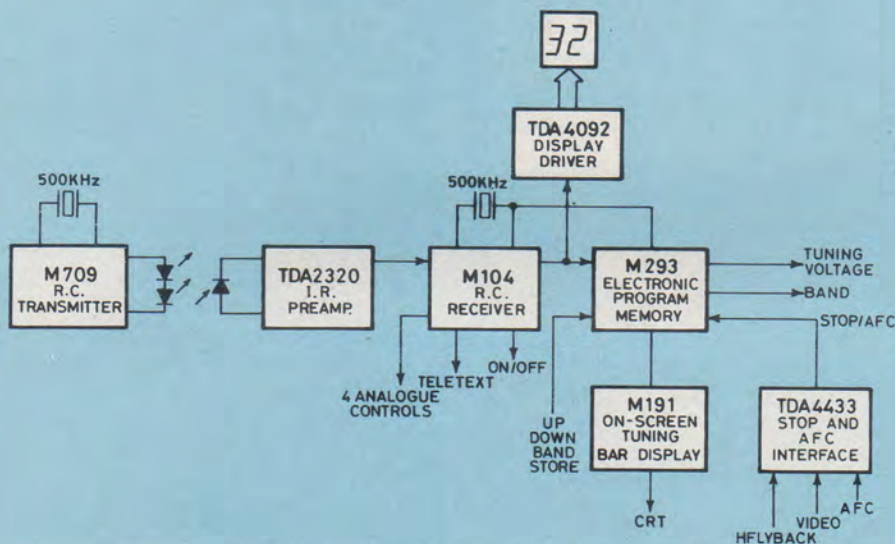 32
TDA4092
DISPLAY
DRIVER
500KHz
500KHz
M709
R.C.
TRANSMITTER
TDA2320
I.R.
PREAMP.
M104
R.C.
RECEIVER
M293
ELECTRONIC
PROGRAM
MEMORY
TUNING
VOLTAGE
BAND
STOP/AFC
4 ANALOGUE
CONTROLS
TELETEXT
ON/OFF
UP
DOWN
BAND
STORE
M191
ON-SCREEN
TUNING
BAR DISPLAY
TDA4433
STOP AND
AFC
INTERFACE
CRT
HFLYBACK
VIDEO
AFC